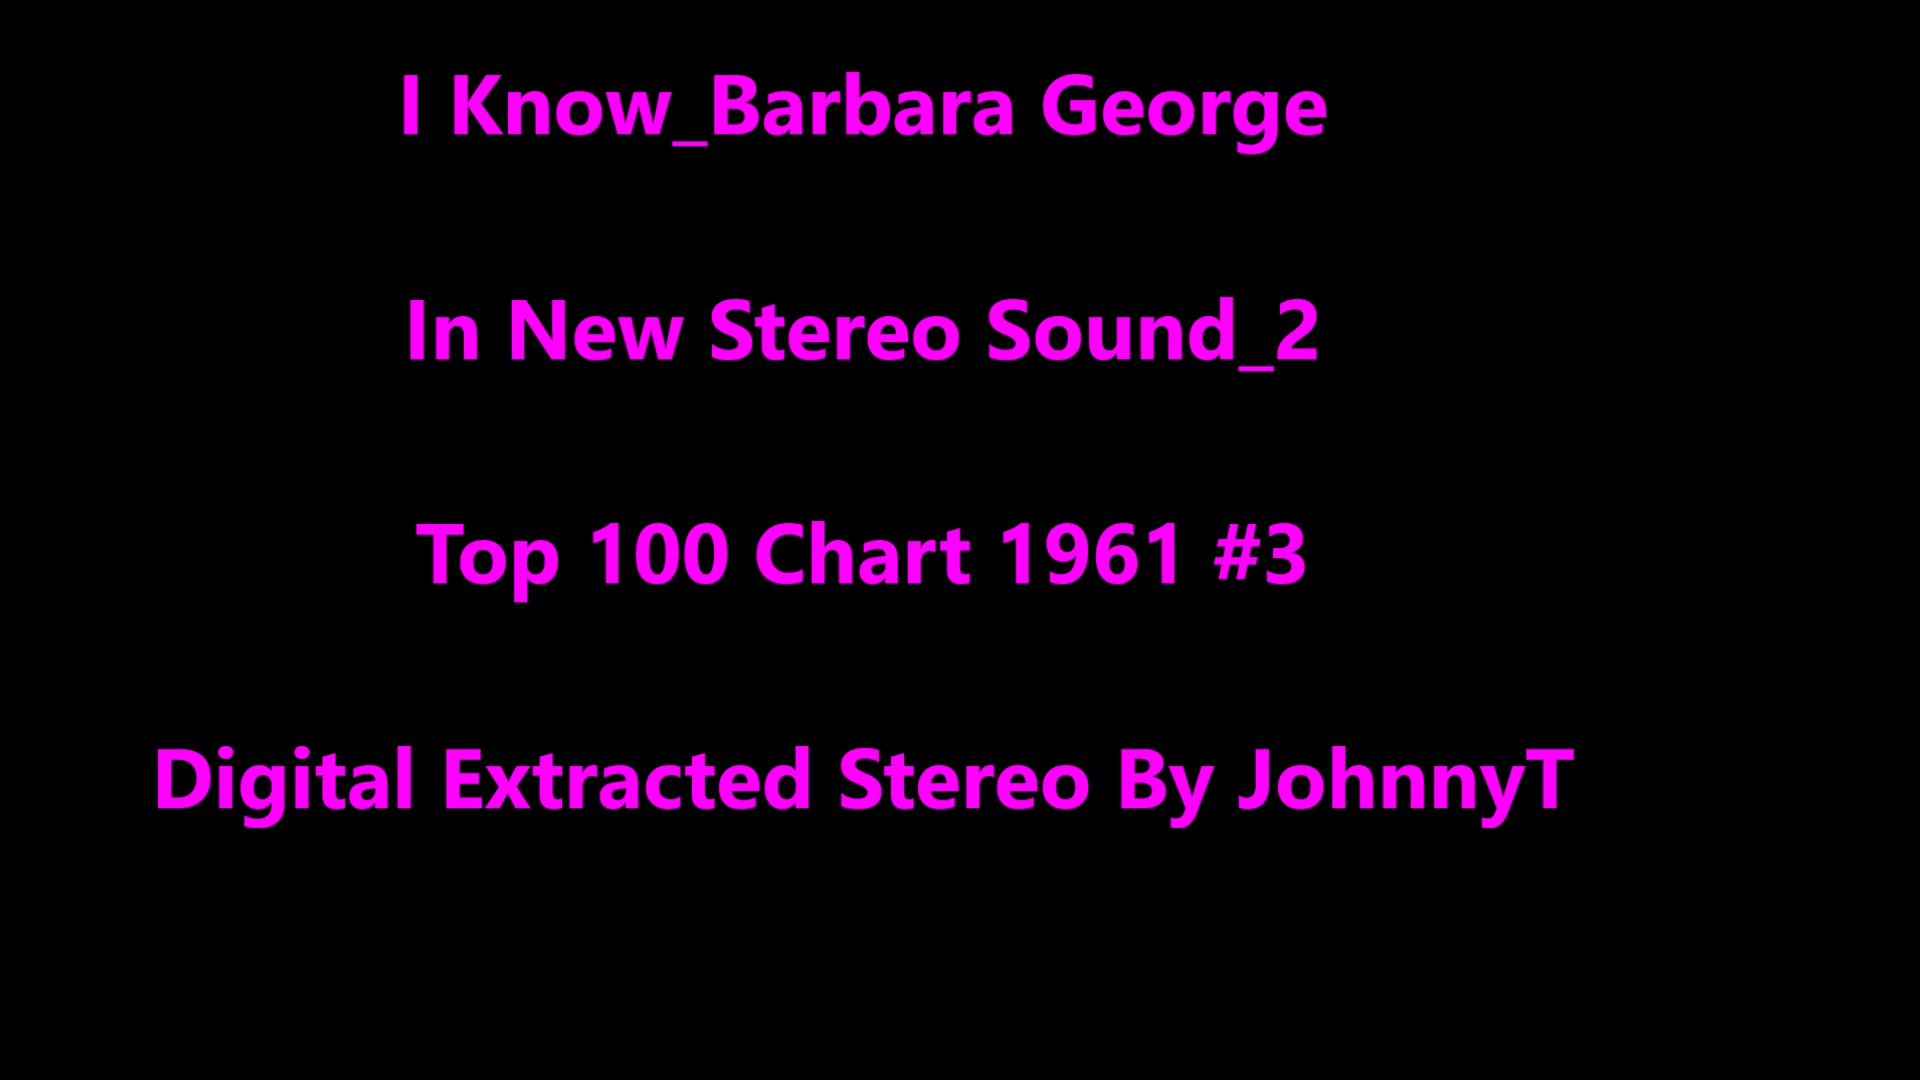 I Know_Barbara George
In New Stereo Sound_2
Top 100 Chart 1961 #3
Digital Extracted Stereo By JohnnyT